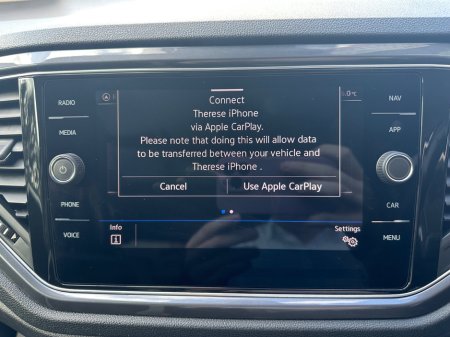 RADIO
MEDIA
PHONE
VOICE
Connect
Therese iPhone
via Apple CarPlay.
Please note that doing this will allow data
to be transferred between your vehicle and
Therese iPhone .
Cancel
Use Apple CarPlay
Info
Settings
NAV
APP
CAR
MENU